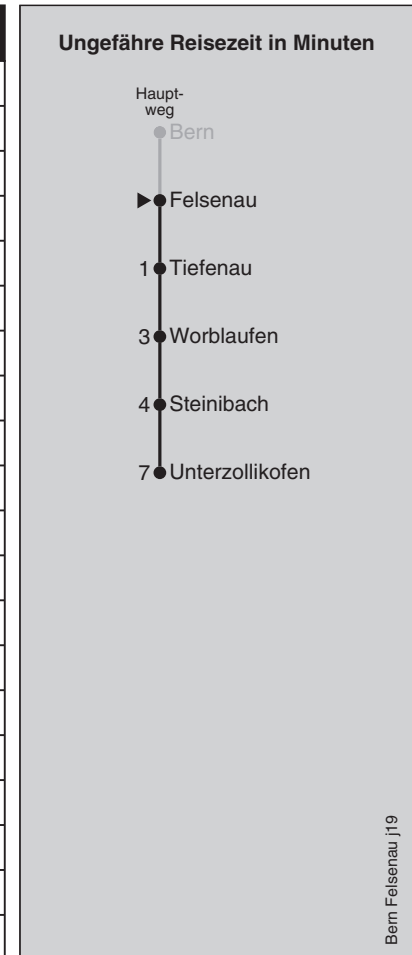 Ungefähre Reisezeit in Minuten
Haupt-
weg
Bern
Felsenau
1 Tiefenau
3 Worblaufen
4 Steinibach
7 Unterzollikofen
Bern Felsenau j19